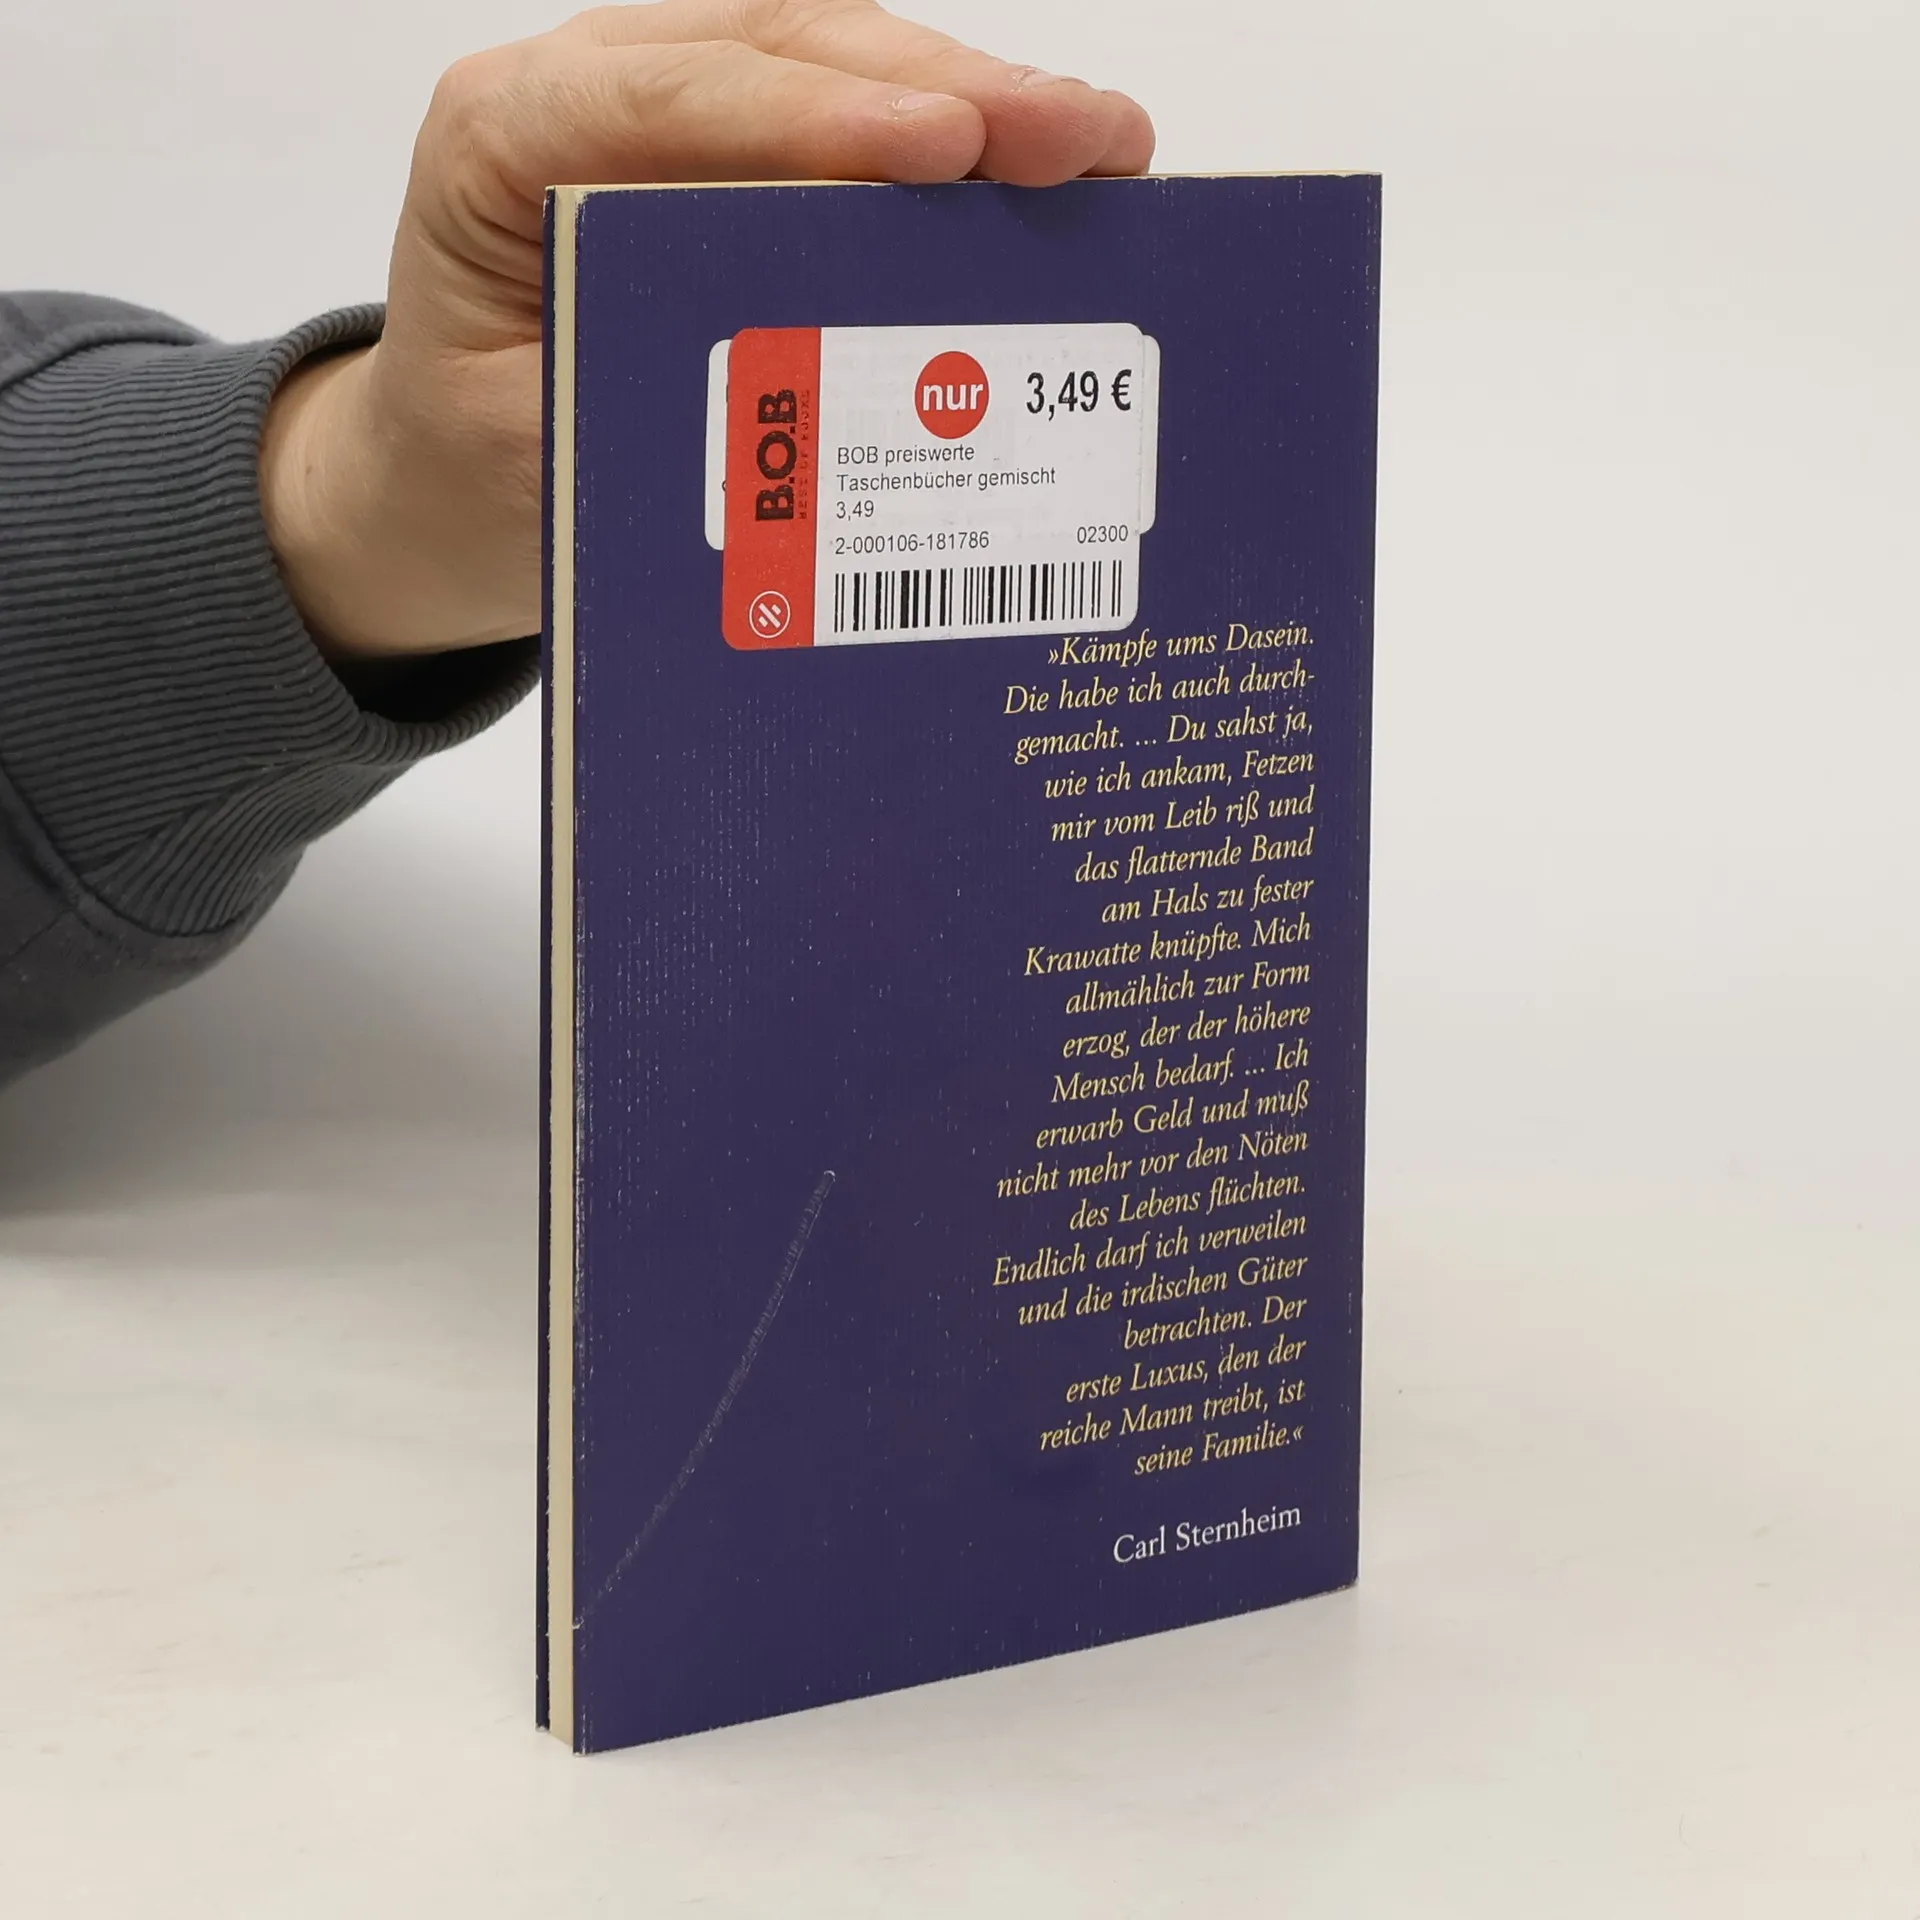 B.O.B
BEST OF BOOKS
nur 3,49 €
BOB preiswerte
Taschenbücher gemischt
3,49
2-000106-181786 02300
»Kämpfe ums Dasein.
Die habe ich auch durch-
gemacht. ... Du sahst ja,
wie ich ankam, Fetzen
mir vom Leib riß und
das flatternde Band
am Hals zu fester
Krawatte knüpfte. Mich
allmählich zur Form
erzog, der der höhere
Mensch bedarf. ... Ich
erwarb Geld und muß
nicht mehr vor den Nöten
des Lebens flüchten.
Endlich darf ich verweilen
und die irdischen Güter
betrachten. Der
erste Luxus, den der
reiche Mann treibt, ist
seine Familie.«
Carl Sternheim